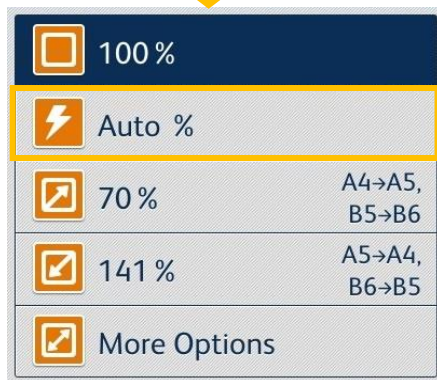 100 %
Auto %
70 % A4→A5,
B5→B6
141 % A5→A4,
B6→B5
More Options